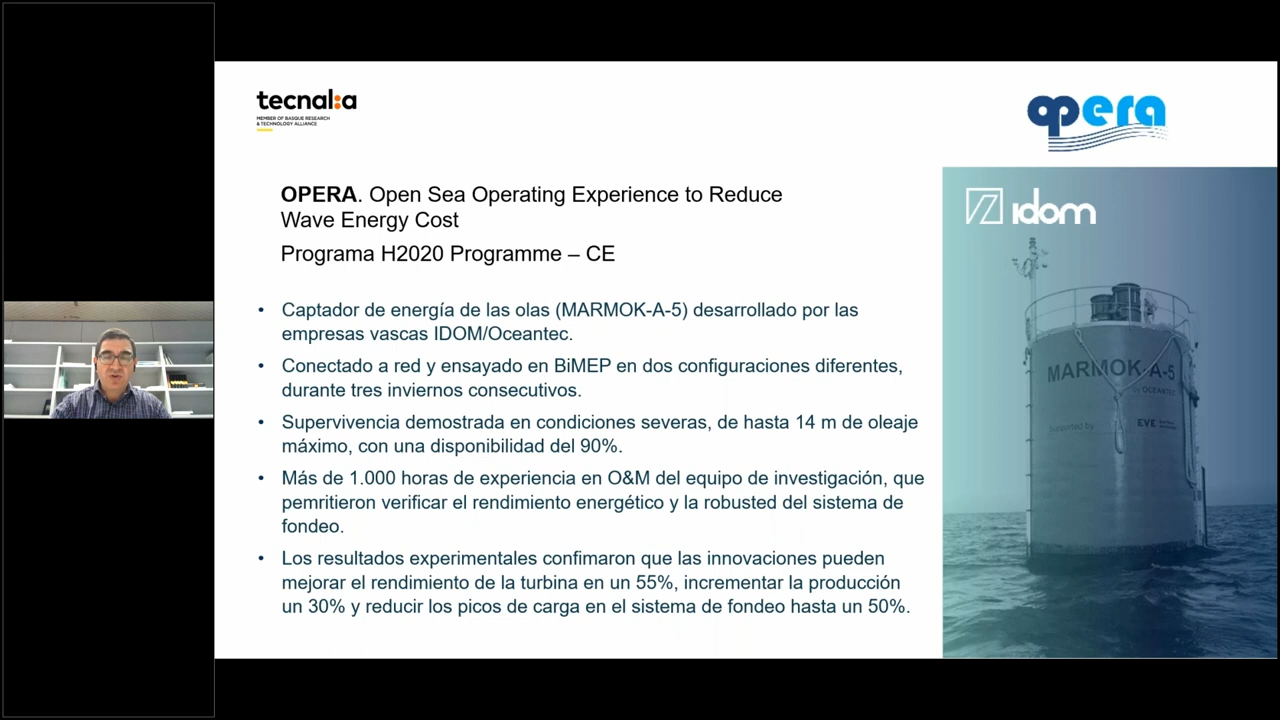 tecnal:a
MEMBER OF BASQUE RESEARCH
& TECHNOLOGY ALLIANCE
opera
OPERA. Open Sea Operating Experience to Reduce
Wave Energy Cost
Programa H2020 Programme – CE
• Captador de energía de las olas (MARMOK-A-5) desarrollado por las
empresas vascas IDOM/Oceantec.
• Conectado a red y ensayado en BiMEP en dos configuraciones diferentes,
durante tres inviernos consecutivos.
• Supervivencia demostrada en condiciones severas, de hasta 14 m de oleaje
máximo, con una disponibilidad del 90%.
• Más de 1.000 horas de experiencia en O&M del equipo de investigación, que
pemritieron verificar el rendimiento energético y la robusted del sistema de
fondeo.
• Los resultados experimentales confimaron que las innovaciones pueden
mejorar el rendimiento de la turbina en un 55%, incrementar la producción
un 30% y reducir los picos de carga en el sistema de fondeo hasta un 50%.
idom
MARMOK-A-5
by OCEANTEC
Supported by
EVE